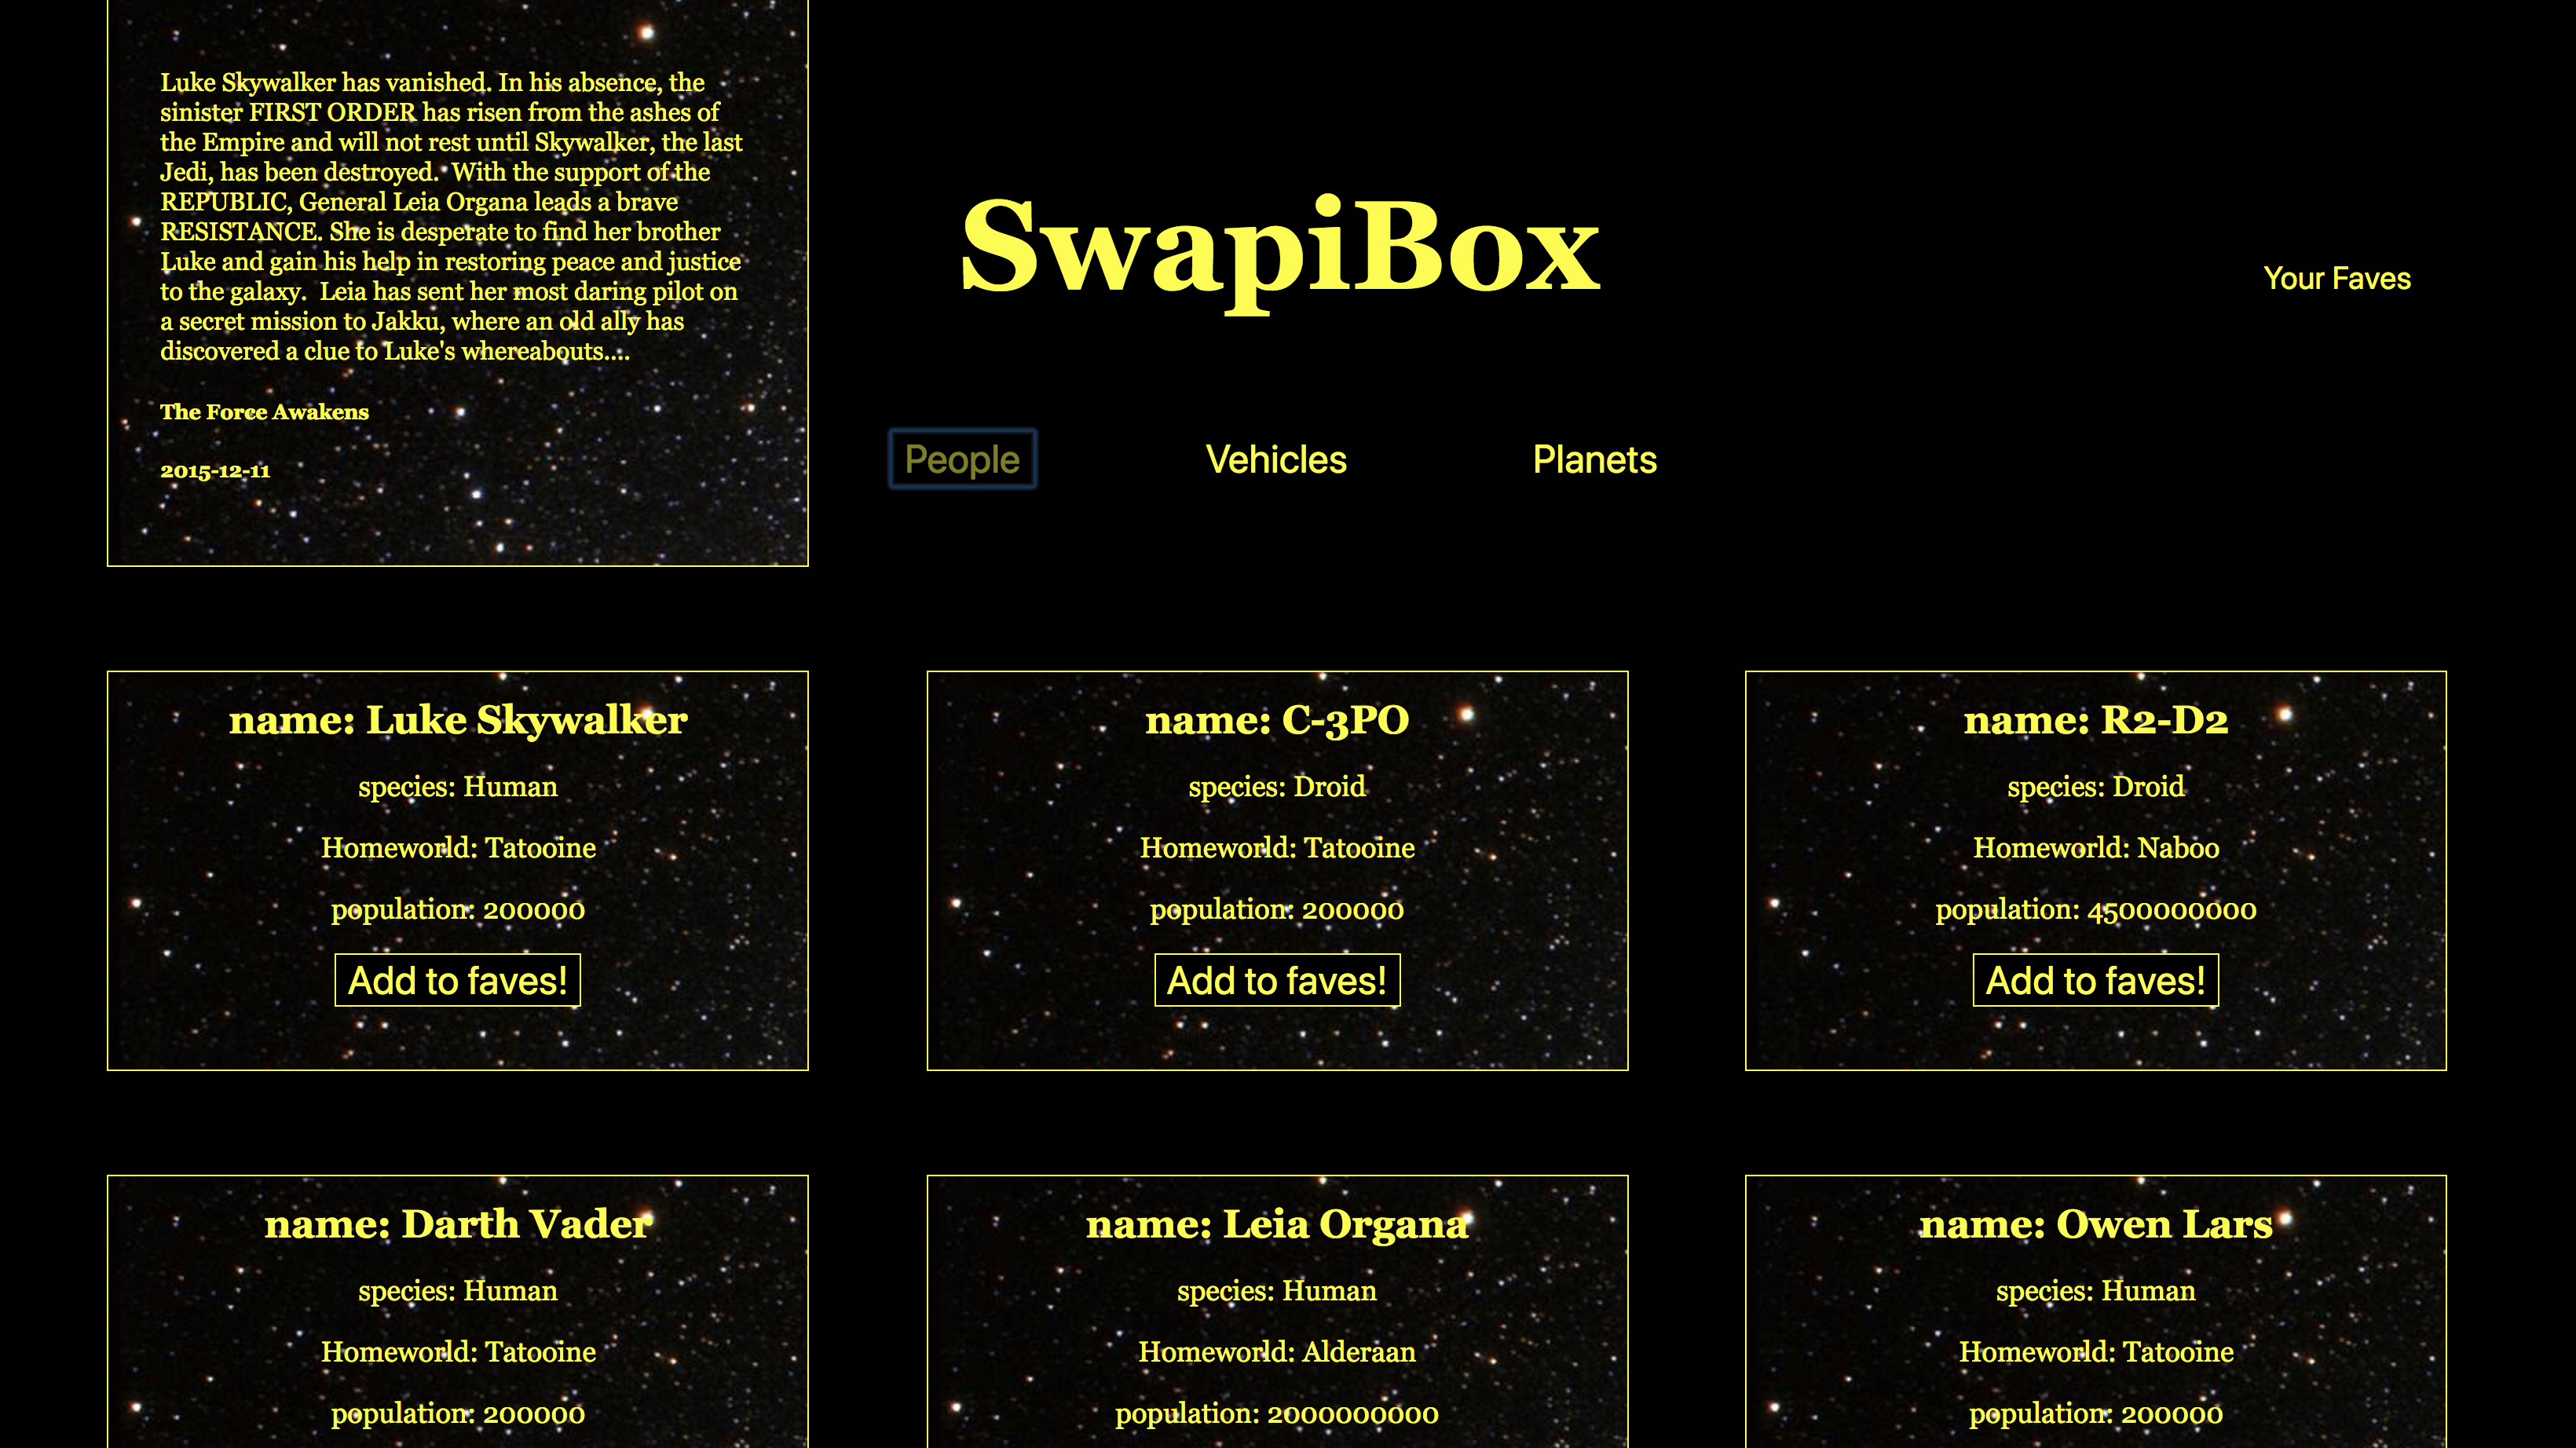 Luke Skywalker has vanished. In his absence, the
sinister FIRST ORDER has risen from the ashes of
the Empire and will not rest until Skywalker, the last
Jedi, has been destroyed.  With the support of the
REPUBLIC, General Leia Organa leads a brave
RESISTANCE. She is desperate to find her brother
Luke and gain his help in restoring peace and justice
to the galaxy.  Leia has sent her most daring pilot on
a secret mission to Jakku, where an old ally has
discovered a clue to Luke's whereabouts....
The Force Awakens
2015-12-11
SwapiBox
Your Faves
People
Vehicles
Planets
name: Luke Skywalker
species: Human
Homeworld: Tatooine
population: 200000
Add to faves!
name: C-3PO
species: Droid
Homeworld: Tatooine
population: 200000
Add to faves!
name: R2-D2
species: Droid
Homeworld: Naboo
population: 4500000000
Add to faves!
name: Darth Vader
species: Human
Homeworld: Tatooine
population: 200000
name: Leia Organa
species: Human
Homeworld: Alderaan
population: 2000000000
name: Owen Lars
species: Human
Homeworld: Tatooine
population: 200000